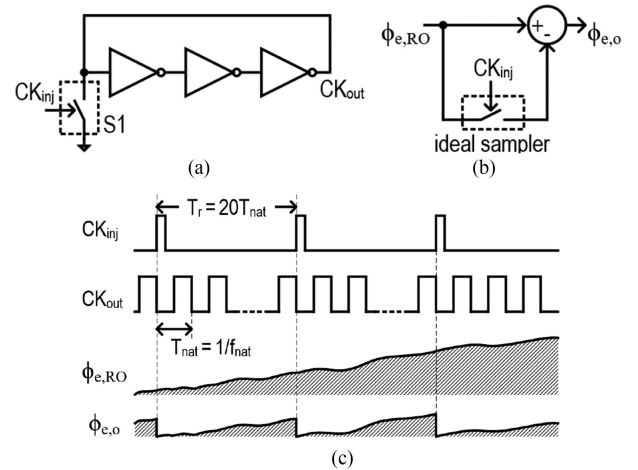 CKinj
S1
CKout
(a)
ϕe,RO
+
-
ϕe,o
CKinj
ideal sampler
(b)
Tr = 20Tnat
CKinj
CKout
Tnat = 1/fnat
ϕe,RO
ϕe,o
(c)